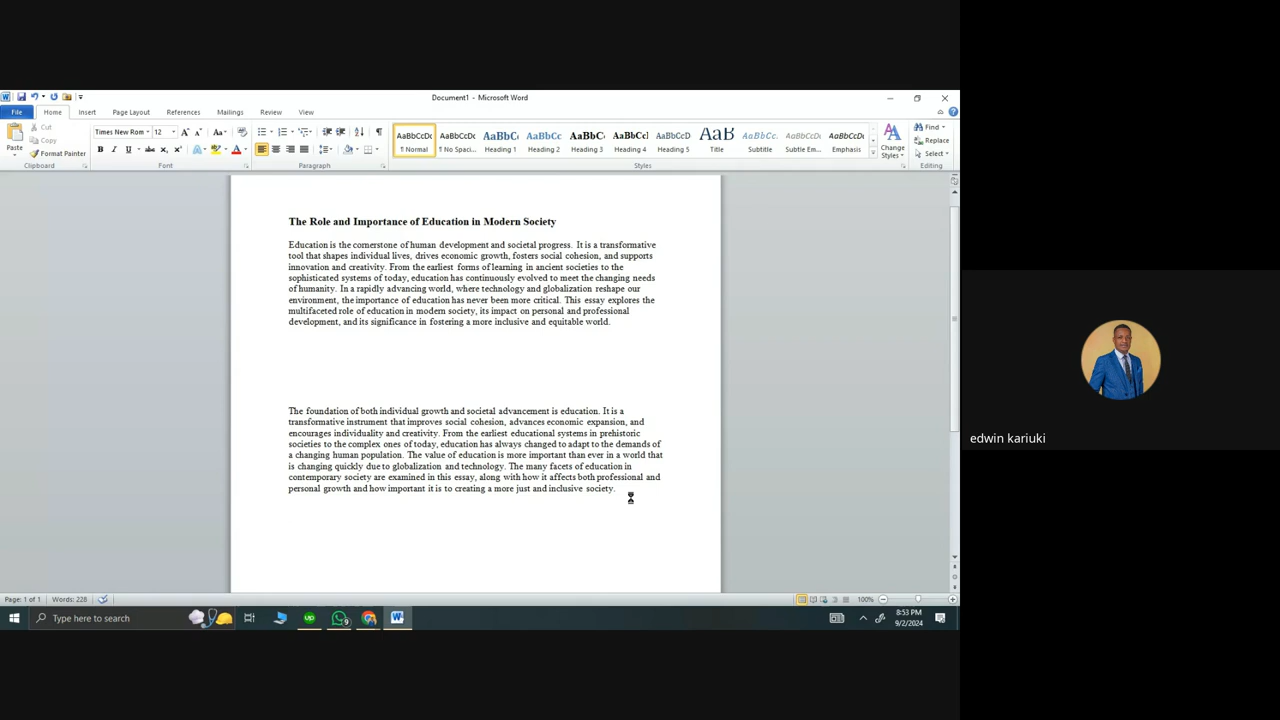 Document1 - Microsoft Word
File Home Insert Page Layout References Mailings Review View
Paste
Cut
Copy
Format Painter
Times New Rom 12
AaBbCcDc AaBbCcDc AaBbC AaBbCc AaBbC AaBbCcI AaBbCcD AaB AaBbCc. AaBbCcDc AaBbCcDc
¶ Normal ¶ No Spaci... Heading 1 Heading 2 Heading 3 Heading 4 Heading 5 Title Subtitle Subtle Em... Emphasis
Change Styles
Find
Replace
Select
Clipboard Font Paragraph Styles Editing
The Role and Importance of Education in Modern Society
Education is the cornerstone of human development and societal progress. It is a transformative
tool that shapes individual lives, drives economic growth, fosters social cohesion, and supports
innovation and creativity. From the earliest forms of learning in ancient societies to the
sophisticated systems of today, education has continuously evolved to meet the changing needs
of humanity. In a rapidly advancing world, where technology and globalization reshape our
environment, the importance of education has never been more critical. This essay explores the
multifaceted role of education in modern society, its impact on personal and professional
development, and its significance in fostering a more inclusive and equitable world.
The foundation of both individual growth and societal advancement is education. It is a
transformative instrument that improves social cohesion, advances economic expansion, and
encourages individuality and creativity. From the earliest educational systems in prehistoric
societies to the complex ones of today, education has always changed to adapt to the demands of
a changing human population. The value of education is more important than ever in a world that
is changing quickly due to globalization and technology. The many facets of education in
contemporary society are examined in this essay, along with how it affects both professional and
personal growth and how important it is to creating a more just and inclusive society.
Page: 1 of 1 Words: 228 100%
Type here to search
8:53 PM
9/2/2024
edwin kariuki